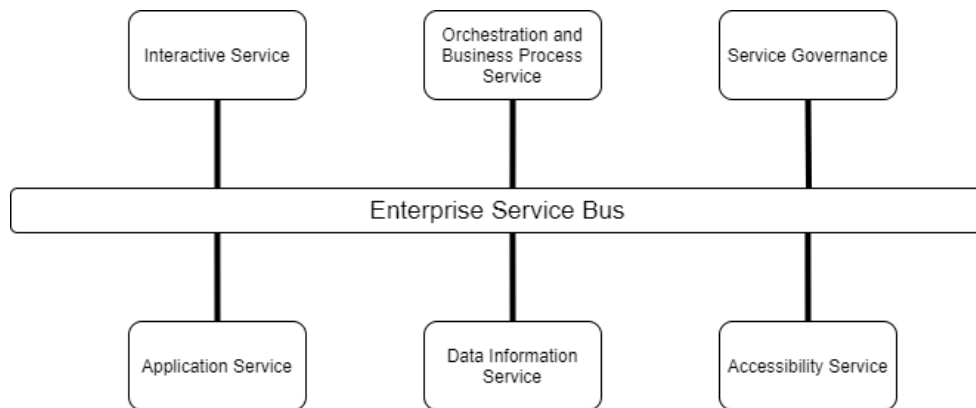 Interactive Service
Orchestration and
Business Process
Service
Service Governance
Enterprise Service Bus
Application Service
Data Information
Service
Accessibility Service